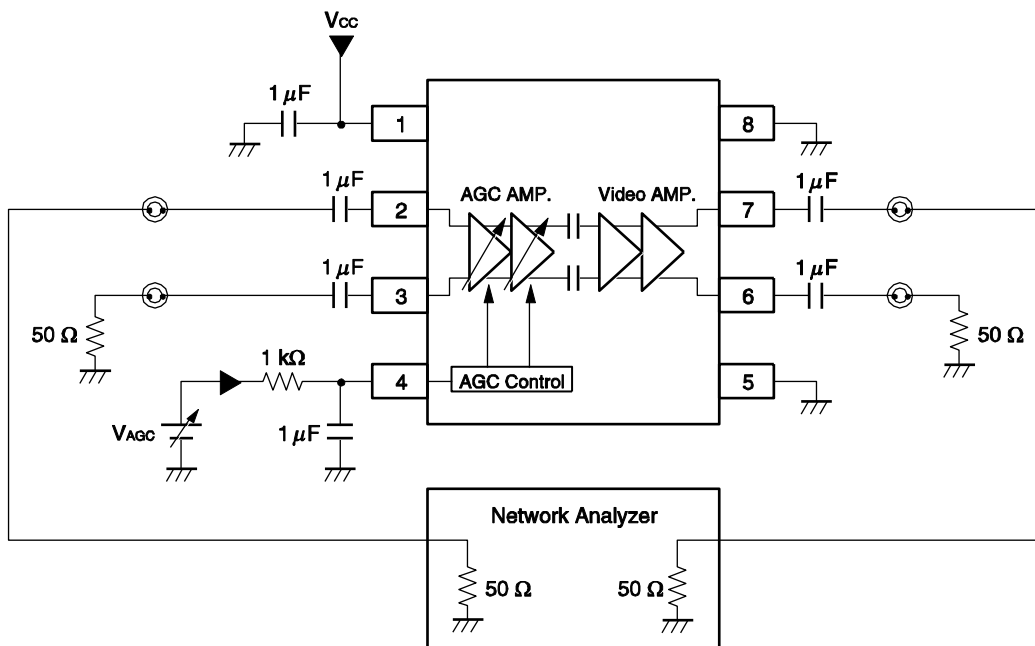 VCC
1 µF
1
8
1 µF
2
AGC AMP.
Video AMP.
7
1 µF
1 µF
3
6
1 µF
50 Ω
50 Ω
1 kΩ
4
AGC Control
5
VAGC
1 µF
Network Analyzer
50 Ω
50 Ω